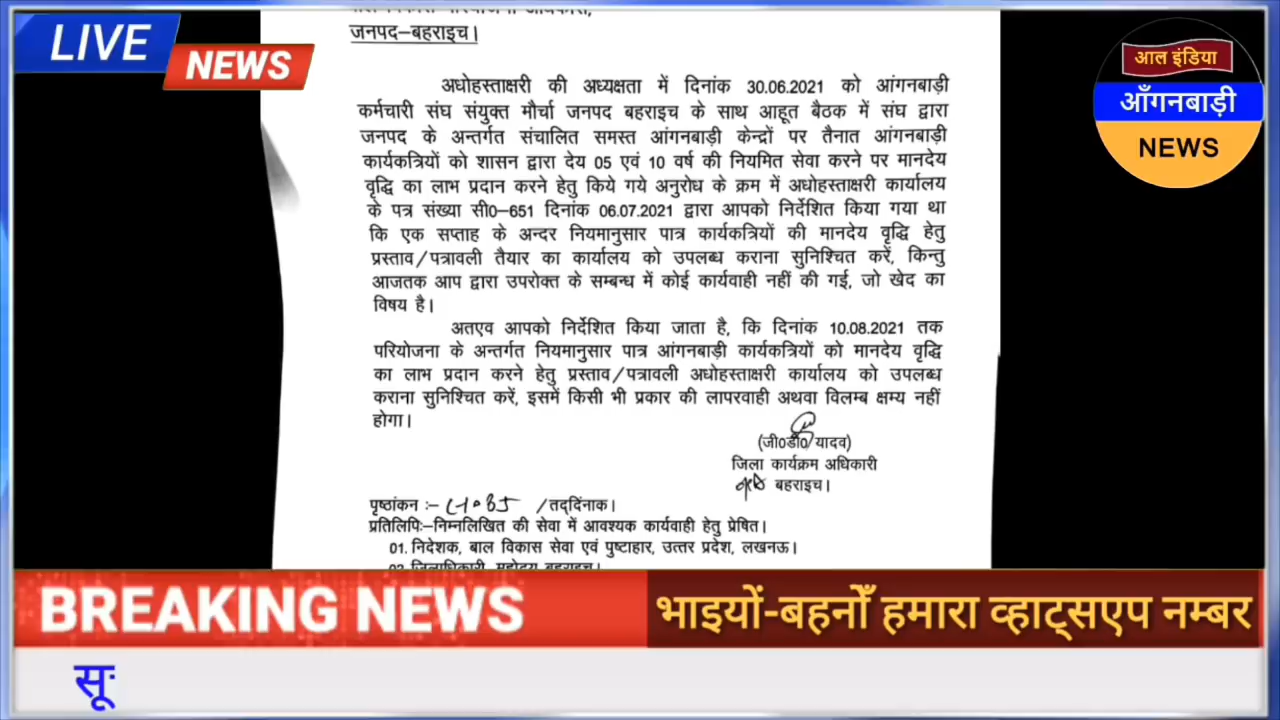 LIVE
NEWS
आल इंडिया
आँगनबाड़ी
NEWS
जनपद–बहराइच।
अधोहस्ताक्षरी की अध्यक्षता में दिनांक 30.06.2021 को आंगनबाड़ी
कर्मचारी संघ संयुक्त मौर्चा जनपद बहराइच के साथ आहूत बैठक में संघ द्वारा
जनपद के अन्तर्गत संचालित समस्त आंगनबाड़ी केन्द्रों पर तैनात आंगनबाड़ी
कार्यकत्रियों को शासन द्वारा देय 05 एवं 10 वर्ष की नियमित सेवा करने पर मानदेय
वृद्धि का लाभ प्रदान करने हेतु किये गये अनुरोध के क्रम में अधोहस्ताक्षरी कार्यालय
के पत्र संख्या सी0–651 दिनांक 06.07.2021 द्वारा आपको निर्देशित किया गया था
कि एक सप्ताह के अन्दर नियमानुसार पात्र कार्यकत्रियों की मानदेय वृद्धि हेतु
प्रस्ताव/पत्रावली तैयार का कार्यालय को उपलब्ध कराना सुनिश्चित करें, किन्तु
आजतक आप द्वारा उपरोक्त के सम्बन्ध में कोई कार्यवाही नहीं की गई, जो खेद का
विषय है।
अतएव आपको निर्देशित किया जाता है, कि दिनांक 10.08.2021 तक
परियोजना के अन्तर्गत नियमानुसार पात्र आंगनबाड़ी कार्यकत्रियों को मानदेय वृद्धि
का लाभ प्रदान करने हेतु प्रस्ताव/पत्रावली अधोहस्ताक्षरी कार्यालय को उपलब्ध
कराना सुनिश्चित करें, इसमें किसी भी प्रकार की लापरवाही अथवा विलम्ब क्षम्य नहीं
होगा।
(जी0डी0 यादव)
जिला कार्यक्रम अधिकारी
बहराइच।
पृष्ठांकन :– /तद्दिंनाक।
प्रतिलिपिः–निम्नलिखित की सेवा में आवश्यक कार्यवाही हेतु प्रेषित।
01. निदेशक, बाल विकास सेवा एवं पुष्टाहार, उत्तर प्रदेश, लखनऊ।
BREAKING NEWS
भाइयों-बहनोँ हमारा व्हाट्सएप नम्बर